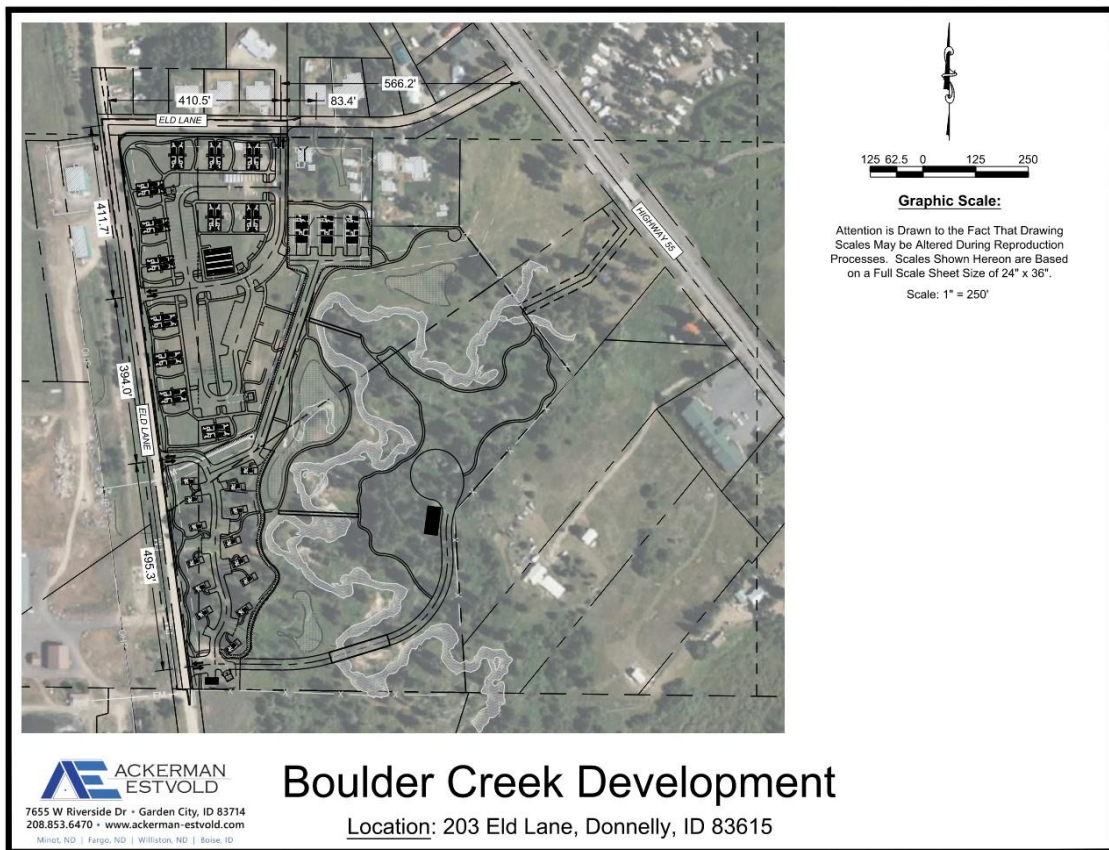 566.2'
410.5'
83.4'
ELD LANE
411.7'
HIGHWAY 55
394.0'
ELD LANE
495.3'
125 62.5 0 125 250
Graphic Scale:
Attention is Drawn to the Fact That Drawing
Scales May be Altered During Reproduction
Processes. Scales Shown Hereon are Based
on a Full Scale Sheet Size of 24" x 36".
Scale: 1" = 250'
AE ACKERMAN
ESTVOLD
7655 W Riverside Dr • Garden City, ID 83714
208.853.6470 • www.ackerman-estvold.com
Minot, ND | Fargo, ND | Williston, ND | Boise, ID
Boulder Creek Development
Location: 203 Eld Lane, Donnelly, ID 83615